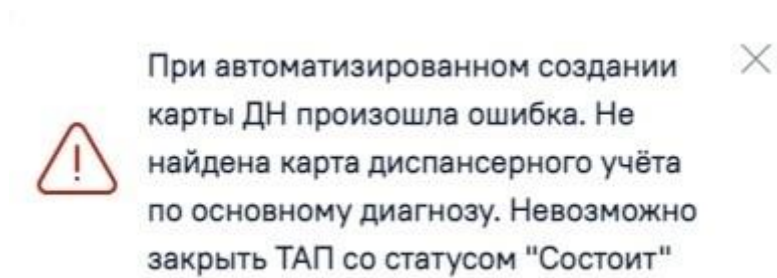 При автоматизированном создании
карты ДН произошла ошибка. Не
найдена карта диспансерного учёта
по основному диагнозу. Невозможно
закрыть ТАП со статусом "Состоит"